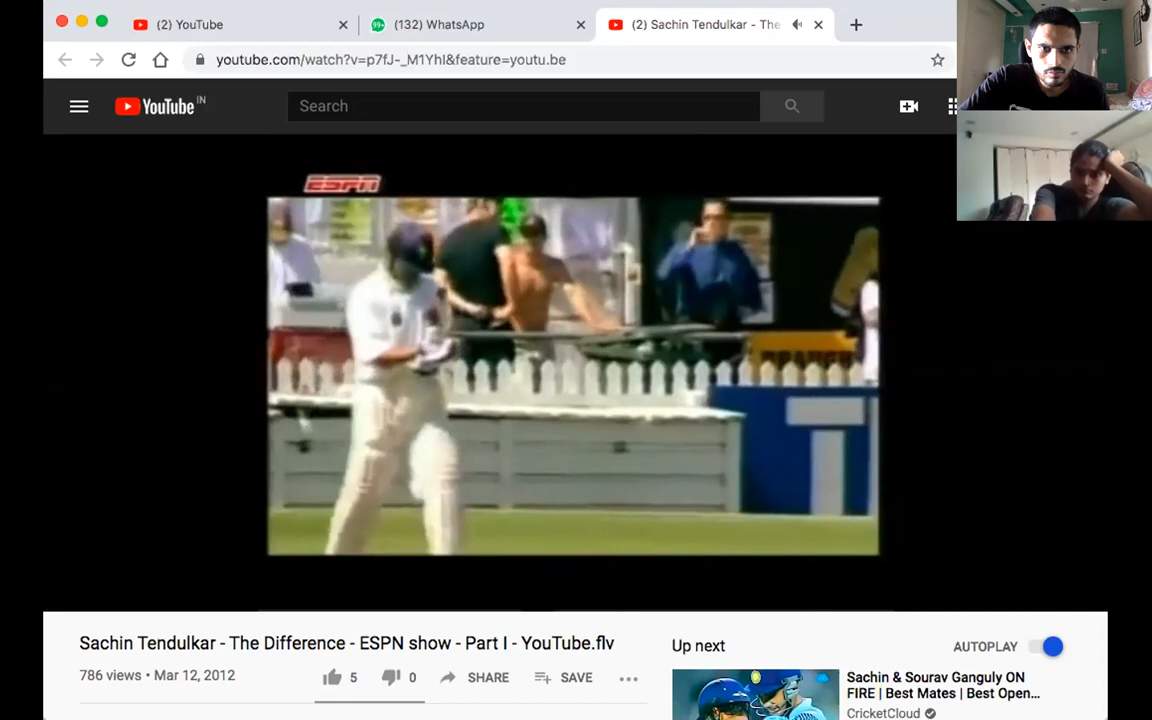 (2) YouTube
(132) WhatsApp
(2) Sachin Tendulkar - The
youtube.com/watch?v=p7fJ-_M1YhI&feature=youtu.be
YouTube IN
Search
ESPN
T
Sachin Tendulkar - The Difference - ESPN show - Part I - YouTube.flv
786 views • Mar 12, 2012
5
0
SHARE
SAVE
Up next
AUTOPLAY
Sachin & Sourav Ganguly ON
FIRE | Best Mates | Best Open...
CricketCloud